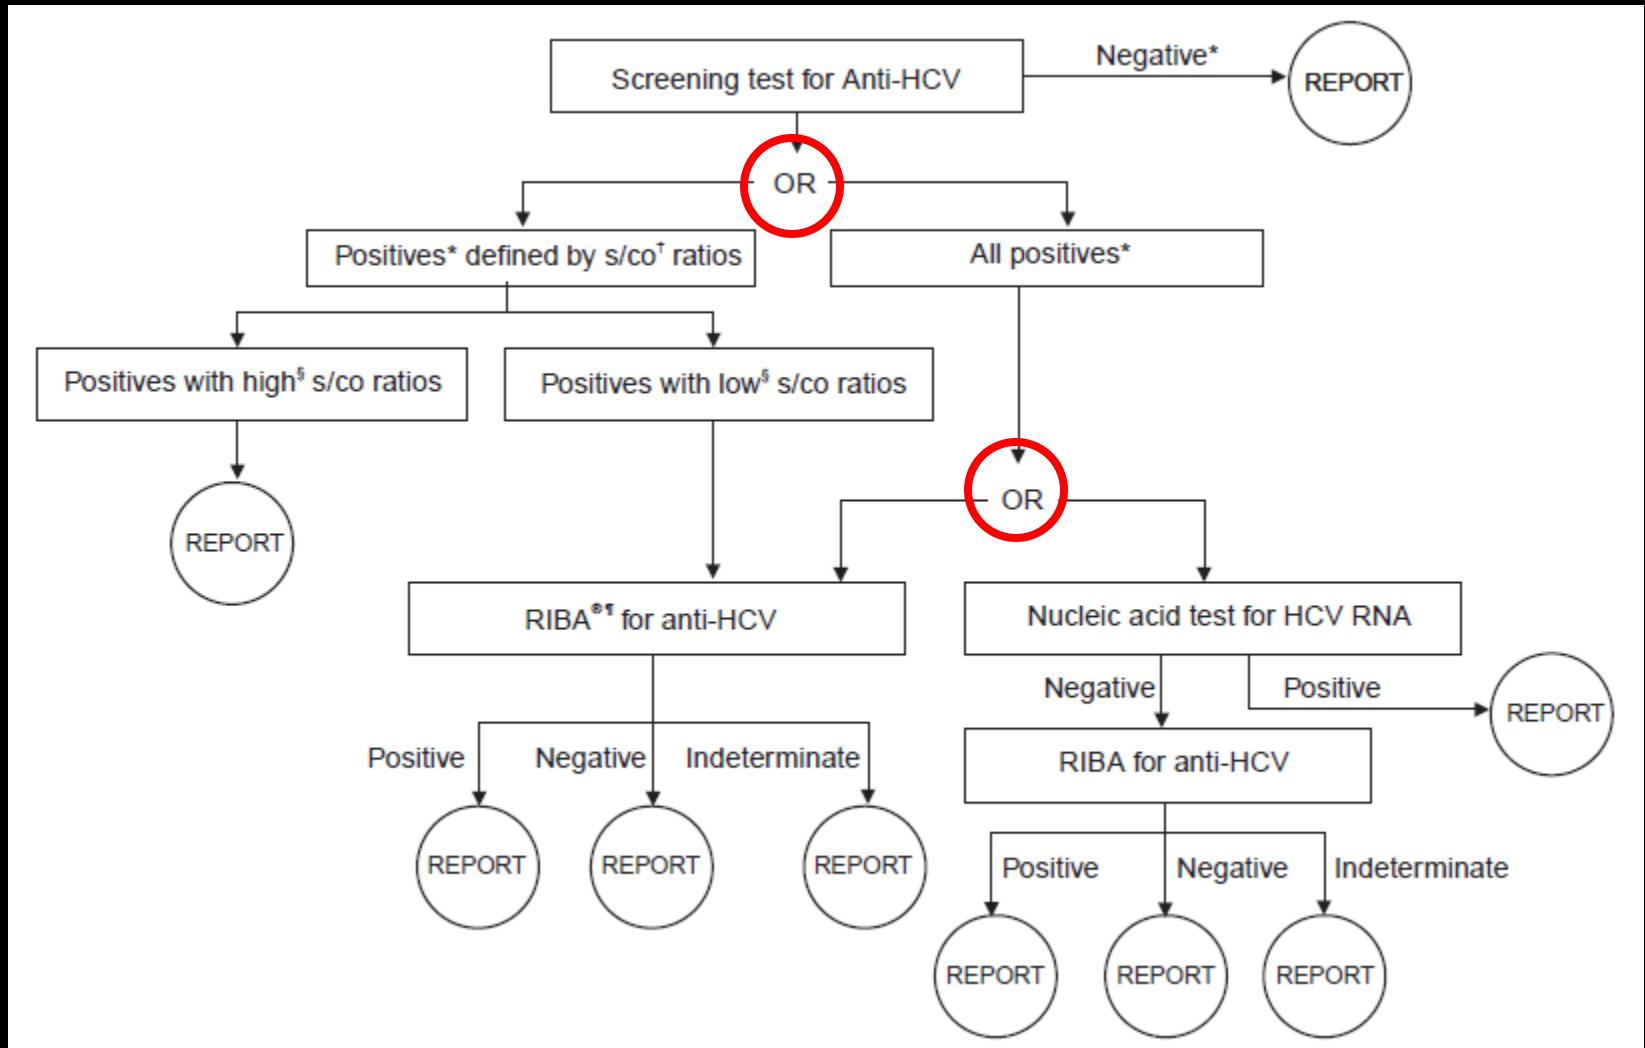 Screening test for Anti-HCV
Negative*
REPORT
OR
Positives* defined by s/co† ratios
All positives*
Positives with high§ s/co ratios
Positives with low§ s/co ratios
REPORT
OR
RIBA®¶ for anti-HCV
Nucleic acid test for HCV RNA
Negative
Positive
REPORT
RIBA for anti-HCV
Positive
Negative
Indeterminate
REPORT
REPORT
REPORT
Positive
Negative
Indeterminate
REPORT
REPORT
REPORT